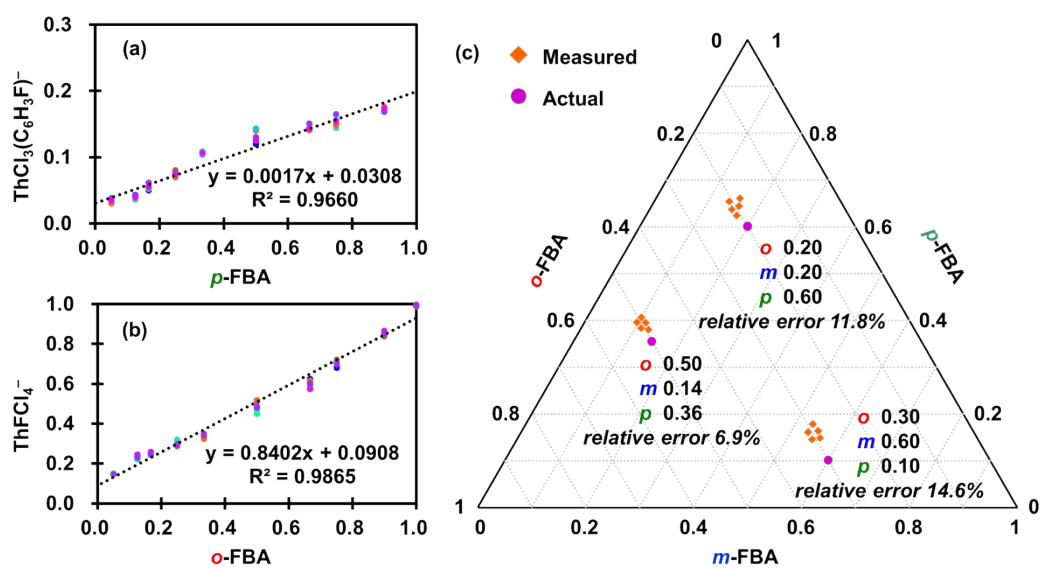 (a)
ThCl₃(C₆H₃F)⁻
0.3
0.2
0.1
0.0
y = 0.0017x + 0.0308
R² = 0.9660
0.0 0.2 0.4 0.6 0.8 1.0
p-FBA
(b)
ThFCl₄⁻
1.0
0.8
0.6
0.4
0.2
0.0
y = 0.8402x + 0.0908
R² = 0.9865
0.0 0.2 0.4 0.6 0.8 1.0
o-FBA
(c)
Measured
Actual
0 1
0.2 0.8
0.4 0.6
o-FBA
p-FBA
o 0.20
m 0.20
p 0.60
relative error 11.8%
0.6 0.4
o 0.50
m 0.14
p 0.36
relative error 6.9%
0.8 0.2
o 0.30
m 0.60
p 0.10
relative error 14.6%
1 0
0 0.2 0.4 0.6 0.8 1
m-FBA